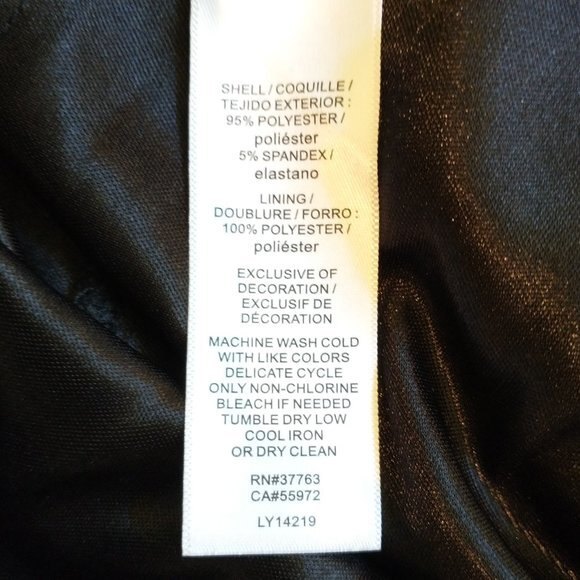 SHELL / COQUILLE /
TEJIDO EXTERIOR :
95% POLYESTER /
poliéster
5% SPANDEX /
elastano
LINING /
DOUBLURE / FORRO :
100% POLYESTER /
poliéster
EXCLUSIVE OF
DECORATION /
EXCLUSIF DE
DÉCORATION
MACHINE WASH COLD
WITH LIKE COLORS
DELICATE CYCLE
ONLY NON-CHLORINE
BLEACH IF NEEDED
TUMBLE DRY LOW
COOL IRON
OR DRY CLEAN
RN#37763
CA#55972
LY14219